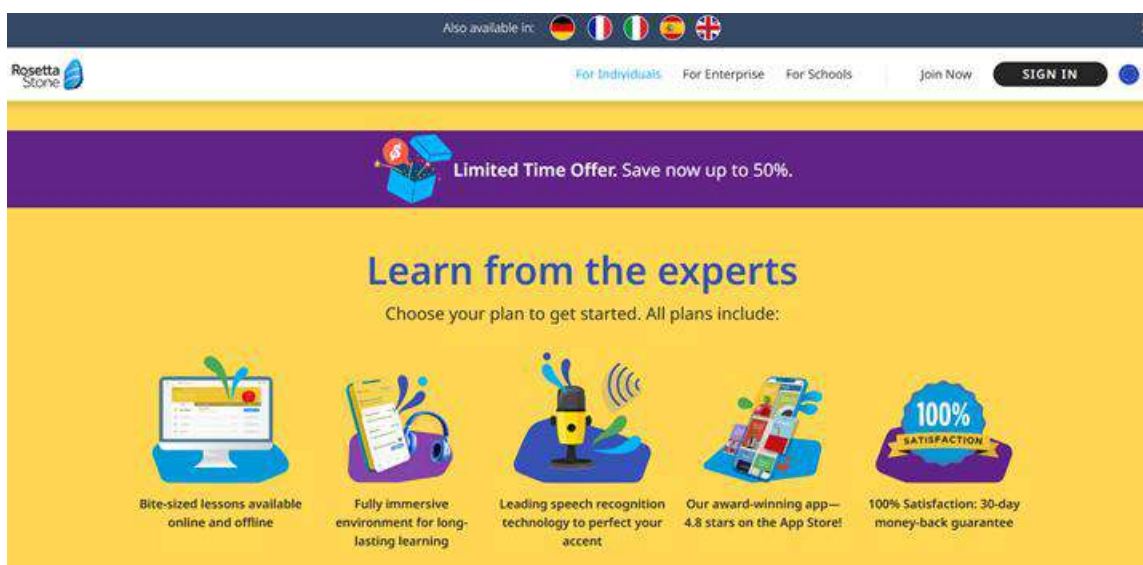 Also available in:
Rosetta
Stone
For Individuals For Enterprise For Schools Join Now SIGN IN
Limited Time Offer. Save now up to 50%.
Learn from the experts
Choose your plan to get started. All plans include:
100%
SATISFACTION
Bite-sized lessons available
online and offline
Fully immersive
environment for long-
lasting learning
Leading speech recognition
technology to perfect your
accent
Our award-winning app—
4.8 stars on the App Store!
100% Satisfaction: 30-day
money-back guarantee